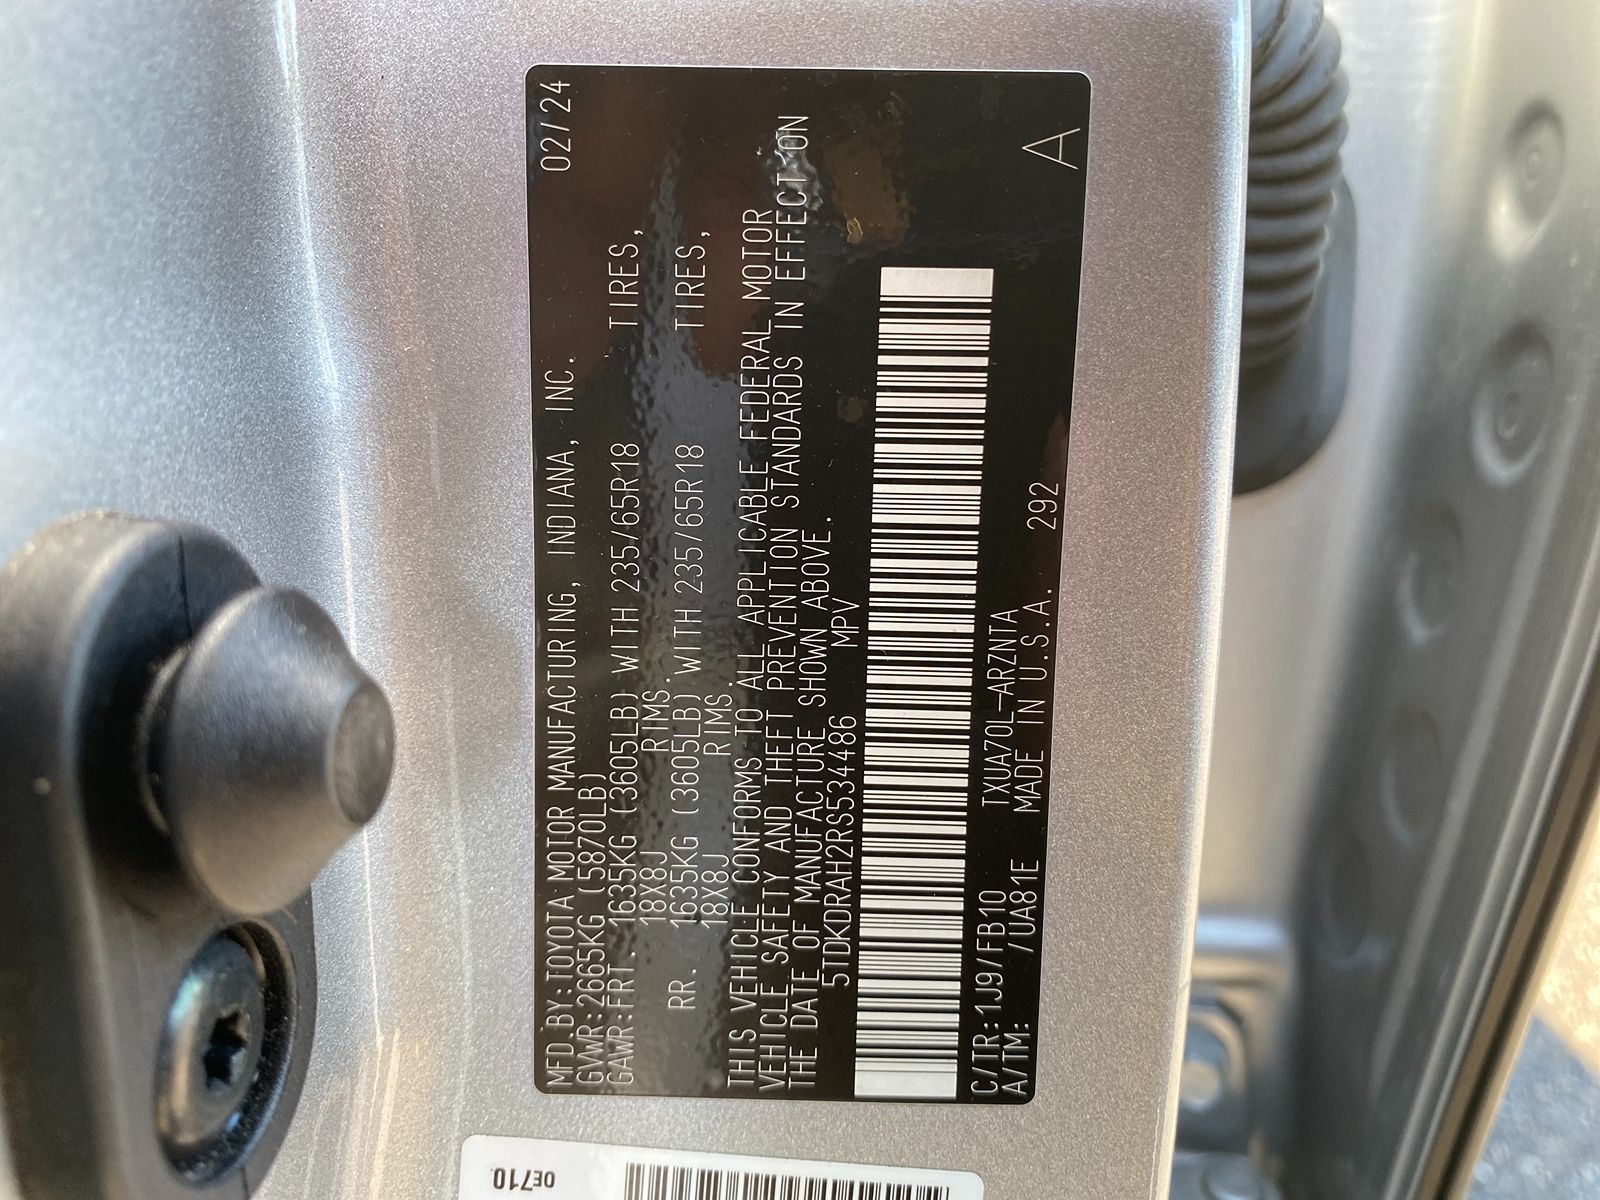 MFD.BY:TOYOTA MOTOR MANUFACTURING, INDIANA, INC. 02/24
GVWR:2665KG (5870LB)
GAWR:FRT. 1635KG (3605LB) WITH 235/65R18 TIRES,
18X8J RIMS.
RR. 1635KG (3605LB) WITH 235/65R18 TIRES,
18X8J RIMS.
THIS VEHICLE CONFORMS TO ALL APPLICABLE FEDERAL MOTOR
VEHICLE SAFETY AND THEFT PREVENTION STANDARDS IN EFFECT ON
THE DATE OF MANUFACTURE SHOWN ABOVE.
5TDKDRAH2RS534486 MPV
C/TR:1J9/FB10 TXUA70L-ARZNTA
A/TM: /UA81E MADE IN U.S.A. 292 A
0E710